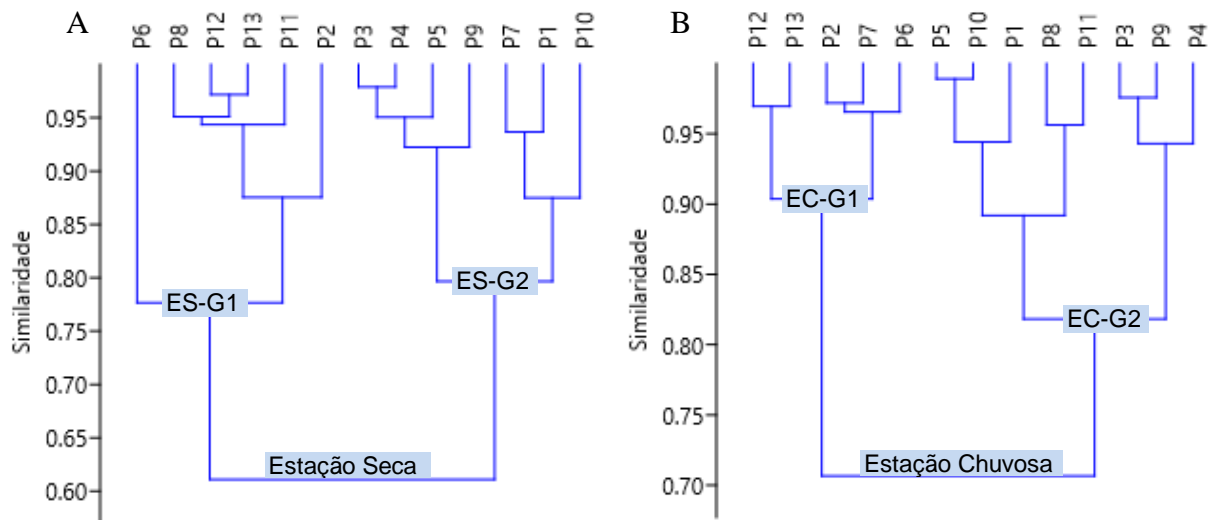 A
P6 P8 P12 P13 P11 P2 P3 P4 P5 P9 P7 P1 P10
0.95
0.90
0.85
0.80
0.75
0.70
0.65
0.60
Similaridade
ES-G1
ES-G2
Estação Seca
B
P12 P13 P2 P7 P6 P5 P10 P1 P8 P11 P3 P9 P4
0.95
0.90
0.85
0.80
0.75
0.70
Similaridade
EC-G1
EC-G2
Estação Chuvosa